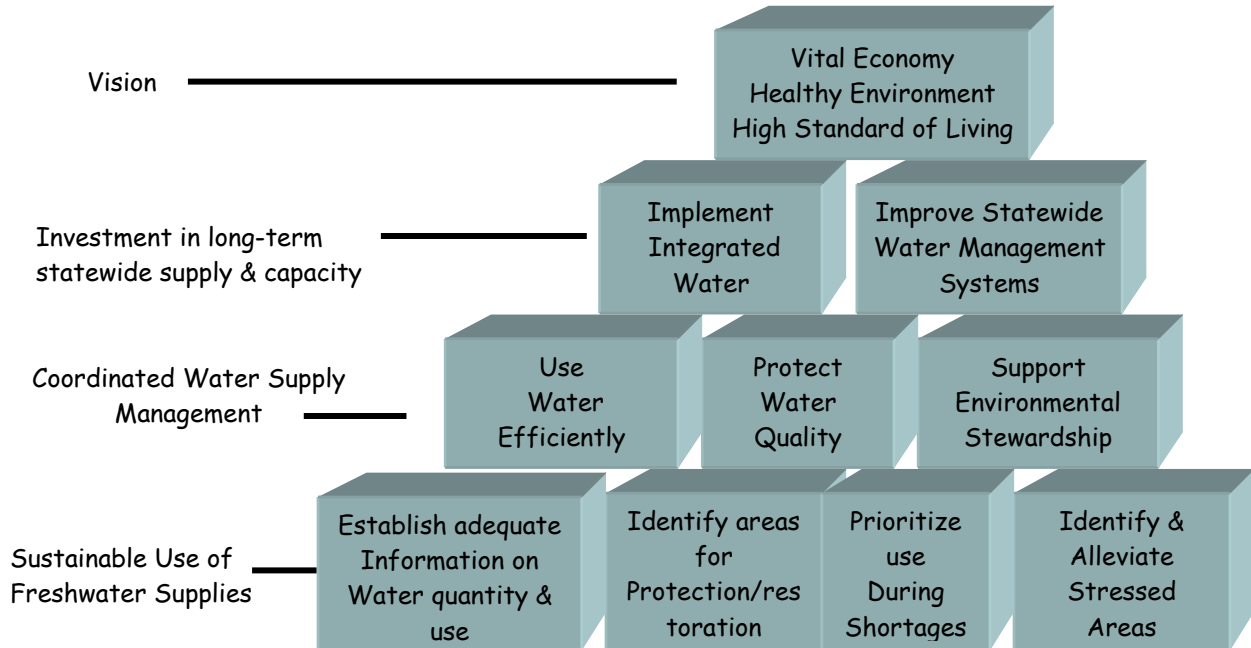 Vision
Vital Economy
Healthy Environment
High Standard of Living
Investment in long-term
statewide supply & capacity
Implement
Integrated
Water
Improve Statewide
Water Management
Systems
Coordinated Water Supply
Management
Use
Water
Efficiently
Protect
Water
Quality
Support
Environmental
Stewardship
Sustainable Use of
Freshwater Supplies
Establish adequate
Information on
Water quantity &
use
Identify areas
for
Protection/res
toration
Prioritize
use
During
Shortages
Identify &
Alleviate
Stressed
Areas